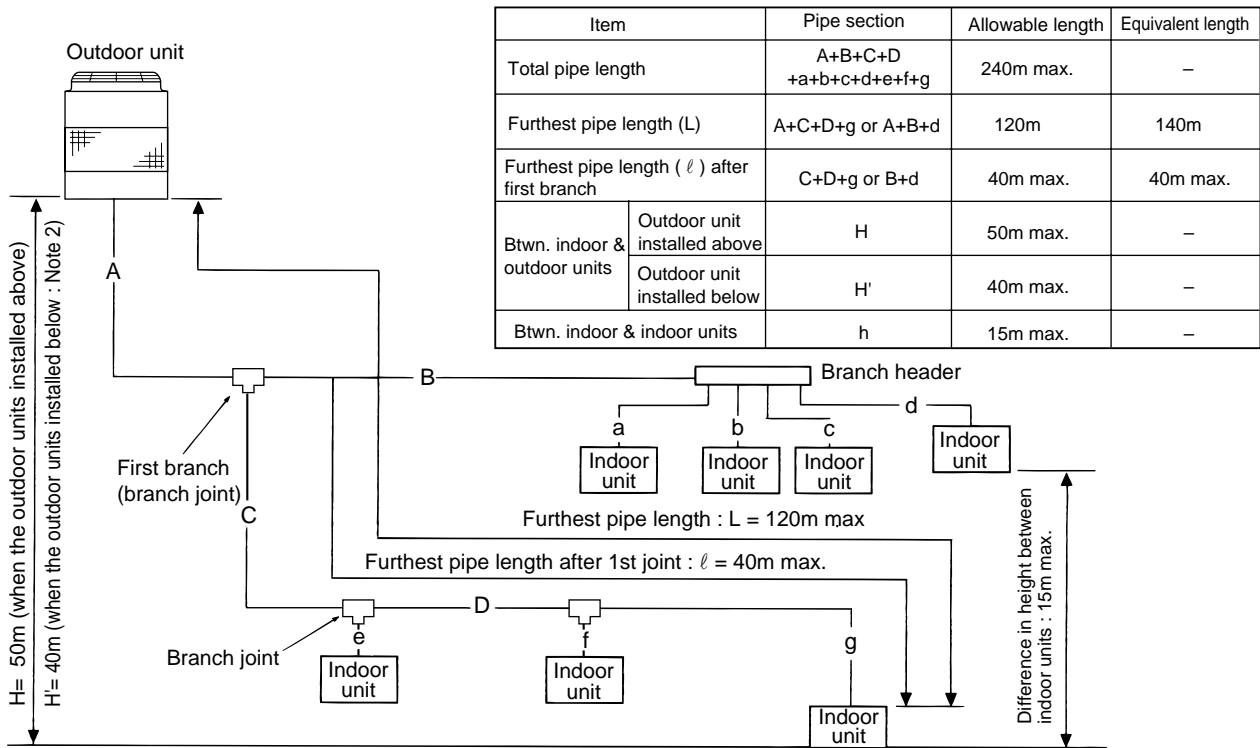 Item Pipe section Allowable length Equivalent length
Total pipe length A+B+C+D 240m max. –
+a+b+c+d+e+f+g
Furthest pipe length (L) A+C+D+g or A+B+d 120m 140m
Furthest pipe length ( ℓ ) after
first branch C+D+g or B+d 40m max. 40m max.
Btwn. indoor &
outdoor units
Outdoor unit
installed above H 50m max. –
Outdoor unit
installed below H' 40m max. –
Btwn. indoor & indoor units h 15m max. –
Outdoor unit
H= 50m (when the outdoor units installed above)
H'= 40m (when the outdoor units installed below : Note 2)
A
B
Branch header
First branch
(branch joint)
a
b
c
d
Indoor
unit
Indoor
unit
Indoor
unit
Indoor
unit
C
Furthest pipe length : L = 120m max
Furthest pipe length after 1st joint : ℓ = 40m max.
Difference in height between
indoor units : 15m max.
D
Branch joint
e
f
g
Indoor
unit
Indoor
unit
Indoor
unit